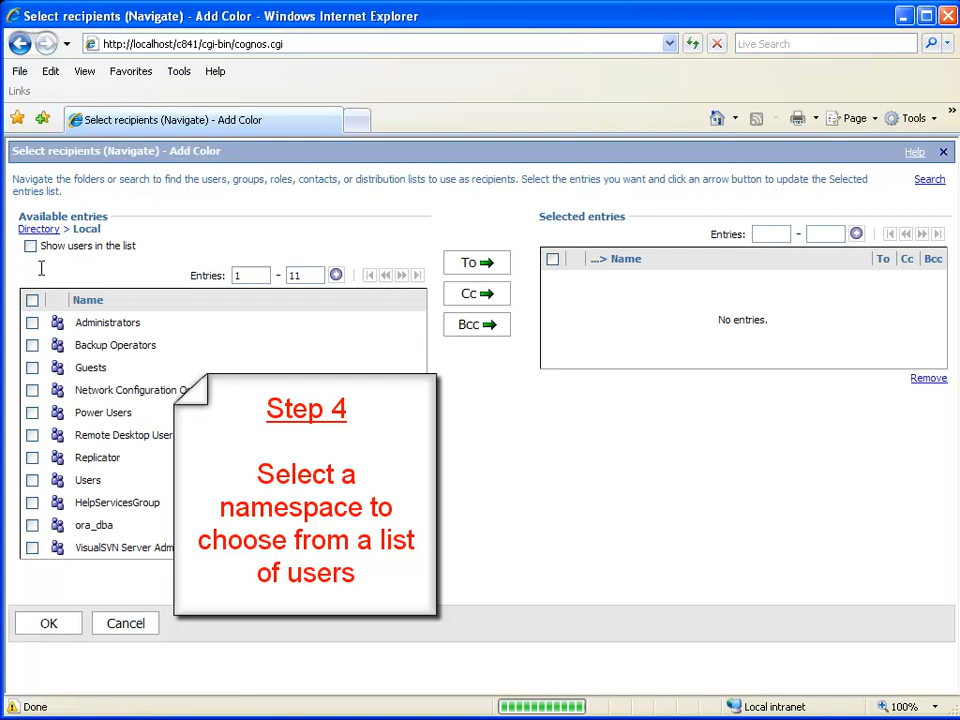 Select recipients (Navigate) - Add Color - Windows Internet Explorer
http://localhost/c841/cgi-bin/cognos.cgi
Live Search
File Edit View Favorites Tools Help
Links
Select recipients (Navigate) - Add Color
Page Tools
Select recipients (Navigate) - Add Color
Help
Navigate the folders or search to find the users, groups, roles, contacts, or distribution lists to use as recipients. Select the entries you want and click an arrow button to update the Selected
entries list.
Search
Available entries
Directory > Local
Show users in the list
Entries: 1 - 11
Name
Administrators
Backup Operators
Guests
Network Configuration
Power Users
Remote Desktop User
Replicator
Users
HelpServicesGroup
ora_dba
VisualSVN Server Adm
To
Cc
Bcc
Selected entries
Entries: -
...> Name To Cc Bcc
No entries.
Remove
Step 4
Select a
namespace to
choose from a list
of users
OK Cancel
Done
Local intranet
100%